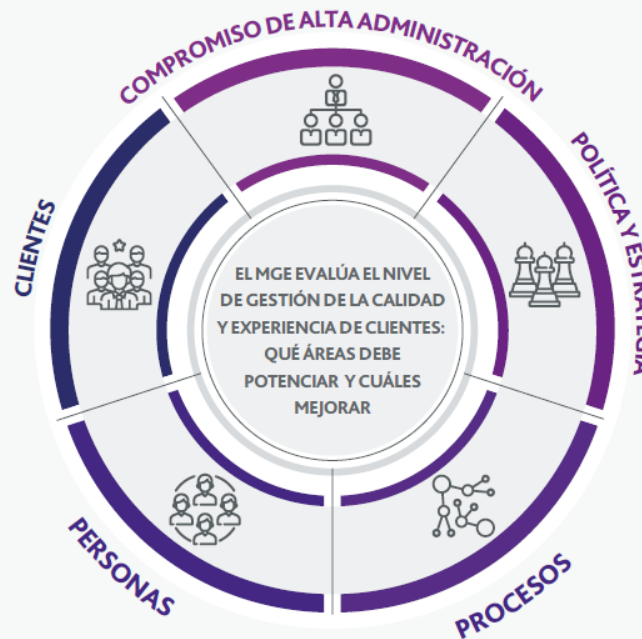 COMPROMISO DE ALTA ADMINISTRACIÓN
POLÍTICA Y ESTRATEGIA
CLIENTES
EL MGE EVALÚA EL NIVEL
DE GESTIÓN DE LA CALIDAD
Y EXPERIENCIA DE CLIENTES:
QUÉ ÁREAS DEBE
POTENCIAR Y CUÁLES
MEJORAR
PERSONAS
PROCESOS